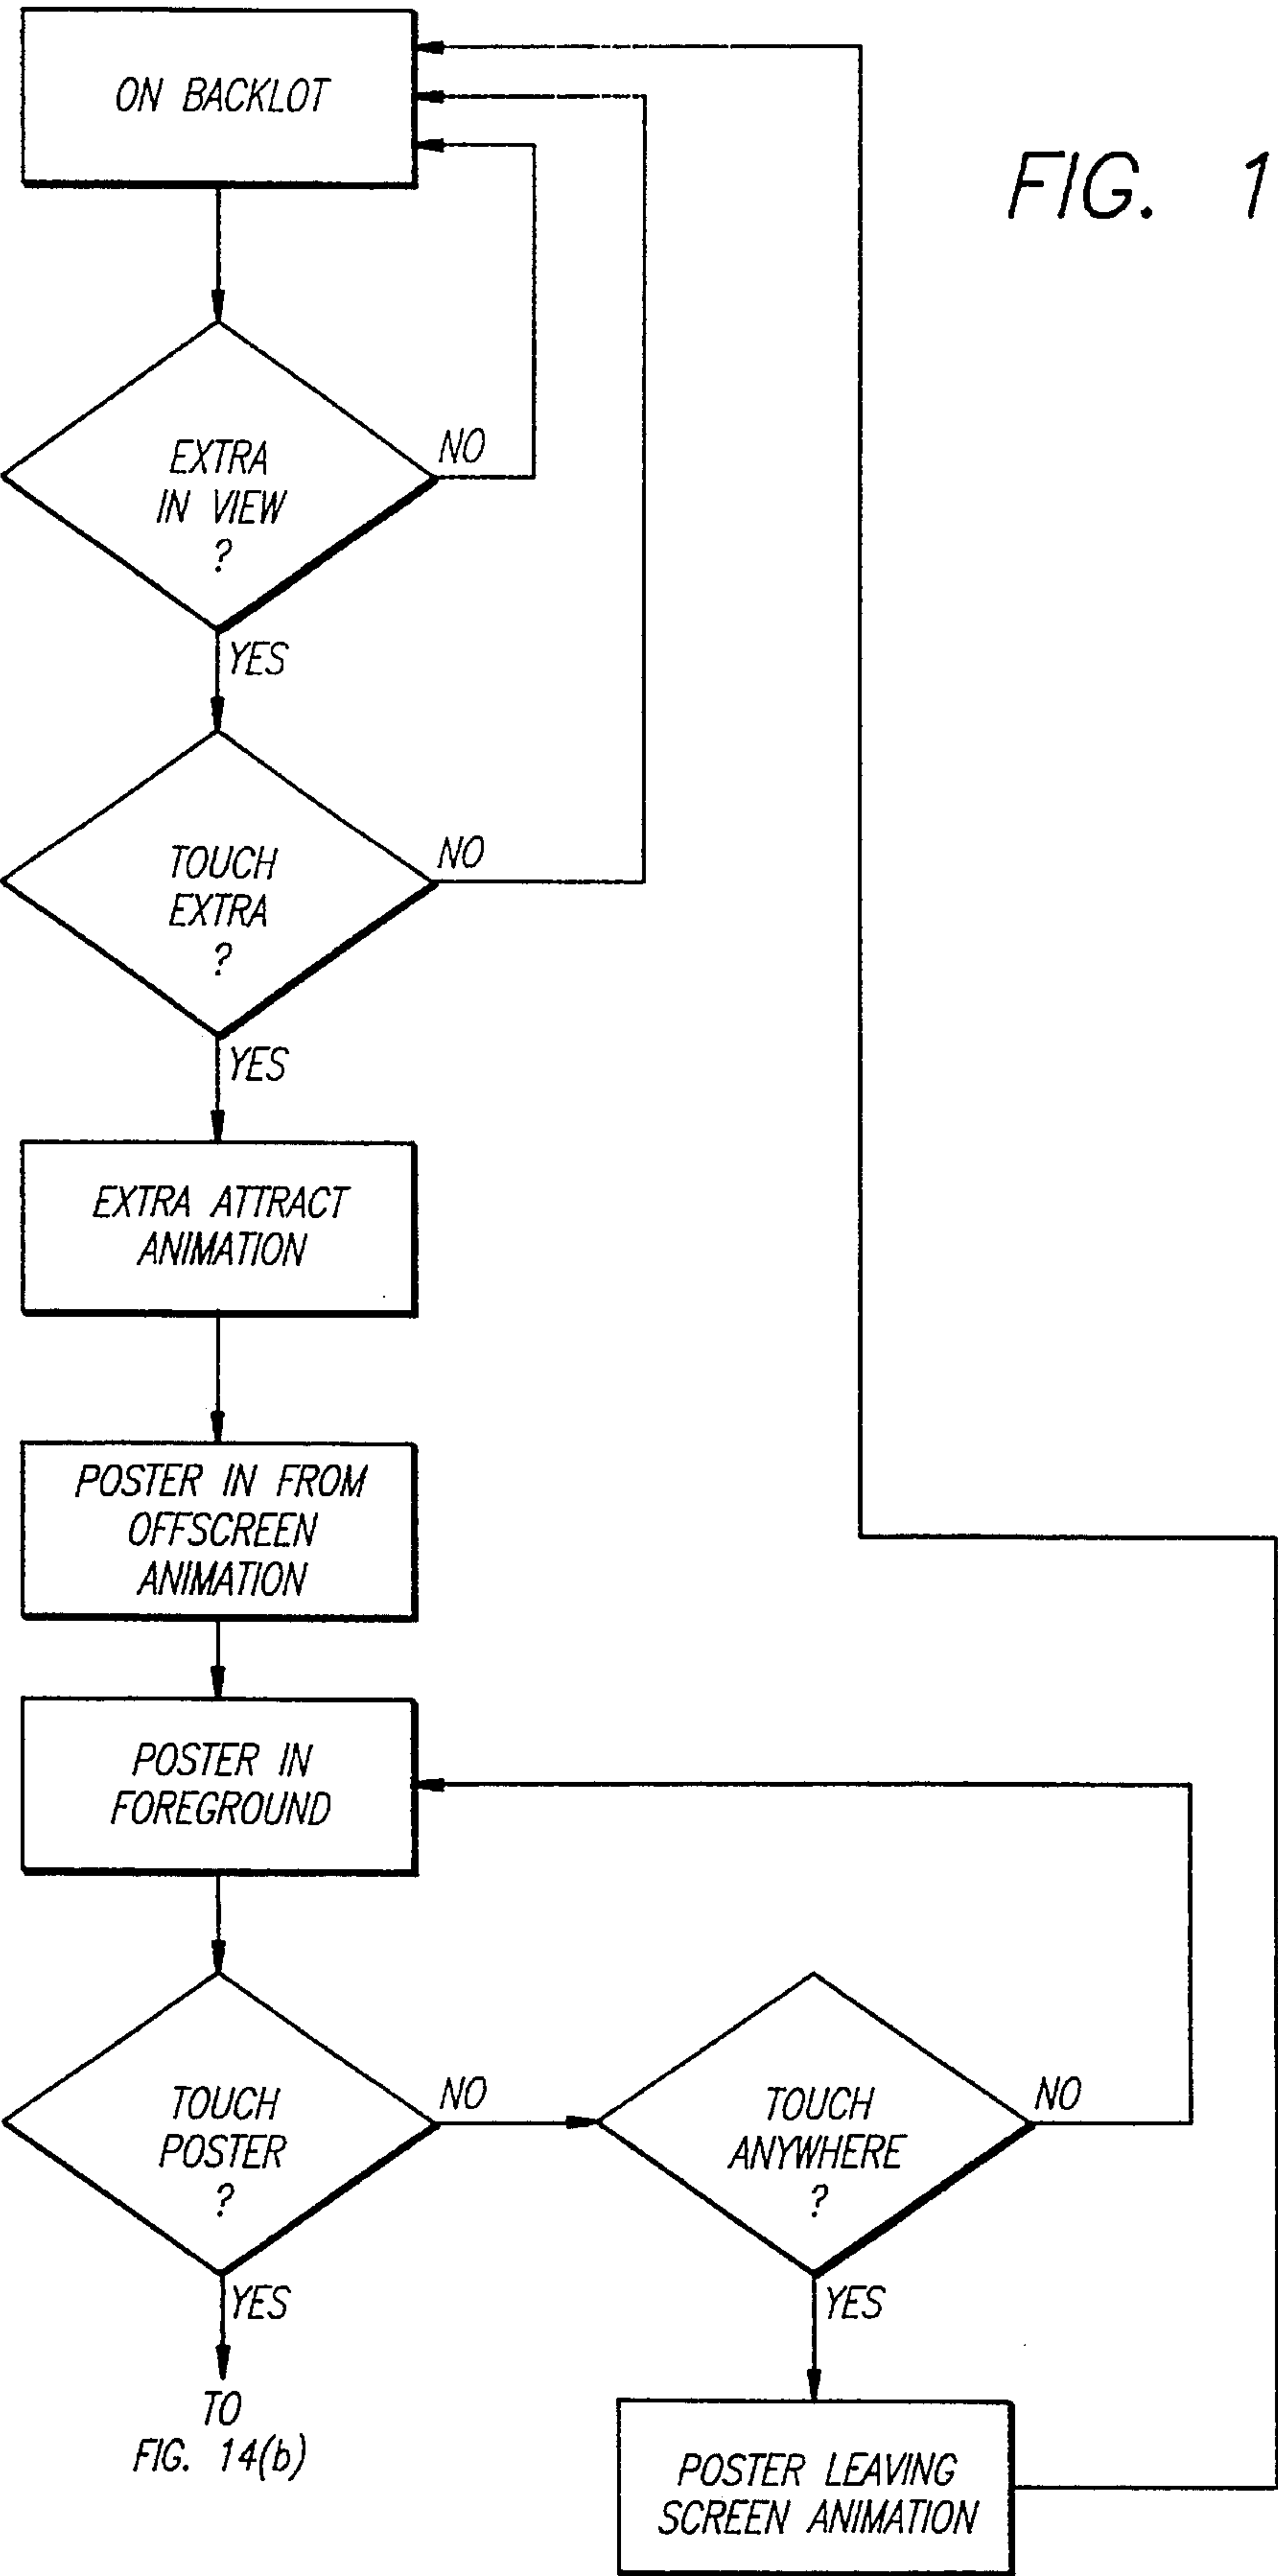 ON BACKLOT
FIG. 1
EXTRA
IN VIEW
?
NO
YES
TOUCH
EXTRA
?
NO
YES
EXTRA ATTRACT
ANIMATION
POSTER IN FROM
OFFSCREEN
ANIMATION
POSTER IN
FOREGROUND
TOUCH
POSTER
?
NO
YES
TO
FIG. 14(b)
TOUCH
ANYWHERE
?
NO
YES
POSTER LEAVING
SCREEN ANIMATION